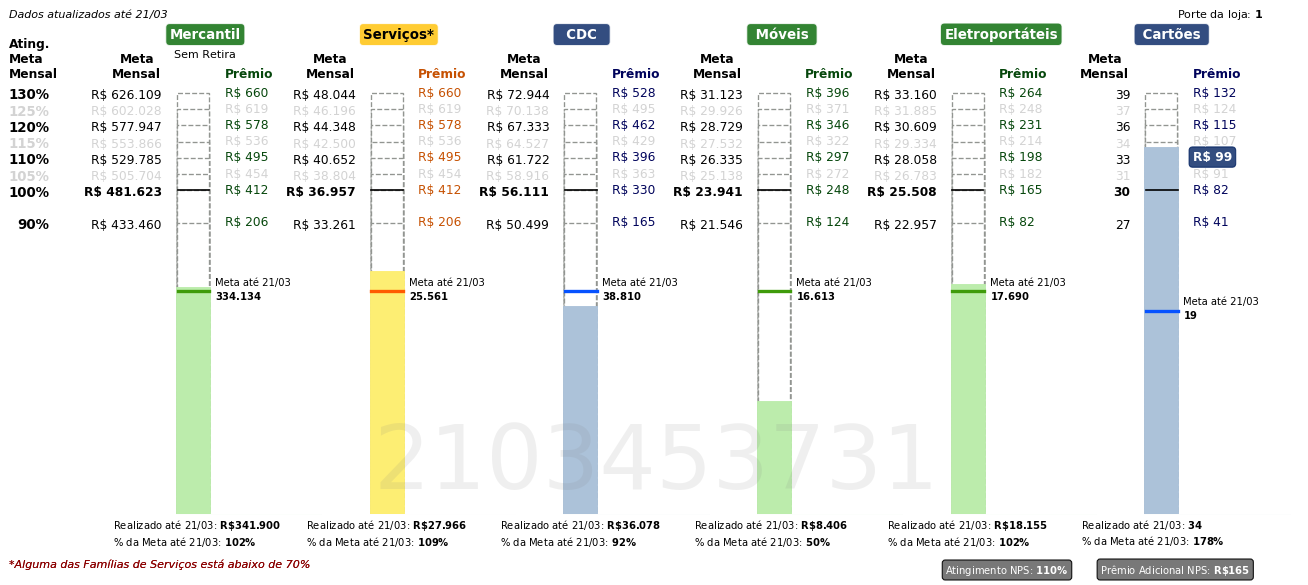 Dados atualizados até 21/03 Porte da loja: 1
Mercantil Serviços* CDC Móveis Eletroportáteis Cartões
Sem Retira
Ating. Meta Mensal Meta Mensal Prêmio Meta Mensal Prêmio Meta Mensal Prêmio Meta Mensal Prêmio Meta Mensal Prêmio Meta Mensal Prêmio
130% R$ 626.109 R$ 660 R$ 48.044 R$ 660 R$ 72.944 R$ 528 R$ 31.123 R$ 396 R$ 33.160 R$ 264 39 R$ 132
125% R$ 602.028 R$ 619 R$ 46.196 R$ 619 R$ 70.138 R$ 495 R$ 29.926 R$ 371 R$ 31.885 R$ 248 37 R$ 124
120% R$ 577.947 R$ 578 R$ 44.348 R$ 578 R$ 67.333 R$ 462 R$ 28.729 R$ 346 R$ 30.609 R$ 231 36 R$ 115
115% R$ 553.866 R$ 536 R$ 42.500 R$ 536 R$ 64.527 R$ 429 R$ 27.532 R$ 322 R$ 29.334 R$ 214 34 R$ 107
110% R$ 529.785 R$ 495 R$ 40.652 R$ 495 R$ 61.722 R$ 396 R$ 26.335 R$ 297 R$ 28.058 R$ 198 33 R$ 99
105% R$ 505.704 R$ 454 R$ 38.804 R$ 454 R$ 58.916 R$ 363 R$ 25.138 R$ 272 R$ 26.783 R$ 182 31 R$ 91
100% R$ 481.623 R$ 412 R$ 36.957 R$ 412 R$ 56.111 R$ 330 R$ 23.941 R$ 248 R$ 25.508 R$ 165 30 R$ 82
90% R$ 433.460 R$ 206 R$ 33.261 R$ 206 R$ 50.499 R$ 165 R$ 21.546 R$ 124 R$ 22.957 R$ 82 27 R$ 41
Meta até 21/03 Meta até 21/03 Meta até 21/03 Meta até 21/03 Meta até 21/03 Meta até 21/03
334.134 25.561 38.810 16.613 17.690 19
2103453731
Realizado até 21/03: R$341.900 Realizado até 21/03: R$27.966 Realizado até 21/03: R$36.078 Realizado até 21/03: R$8.406 Realizado até 21/03: R$18.155 Realizado até 21/03: 34
% da Meta até 21/03: 102% % da Meta até 21/03: 109% % da Meta até 21/03: 92% % da Meta até 21/03: 50% % da Meta até 21/03: 102% % da Meta até 21/03: 178%
*Alguma das Famílias de Serviços está abaixo de 70% Atingimento NPS: 110% Prêmio Adicional NPS: R$165